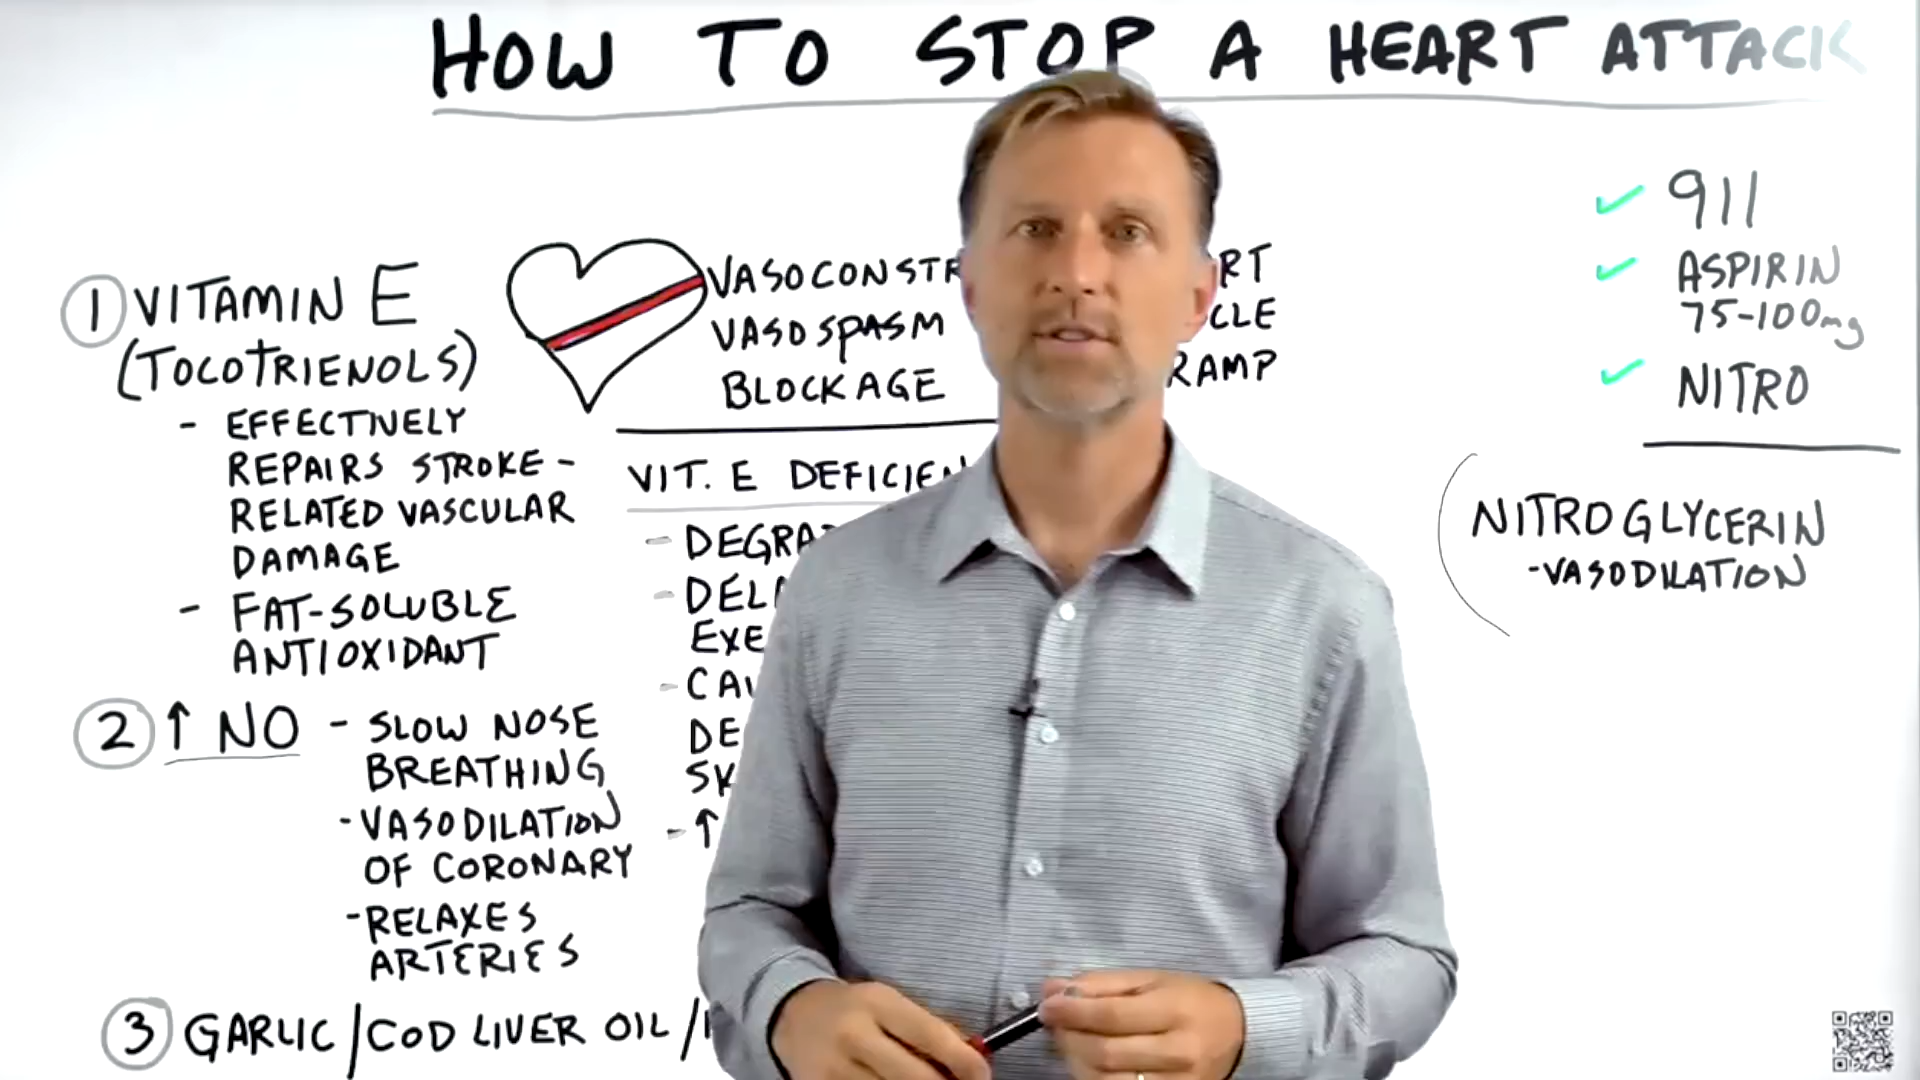 HOW TO STOP A HEART ATTACK
① VITAMIN E
(TOCOTRIENOLS)
- EFFECTIVELY
REPAIRS STROKE-
RELATED VASCULAR
DAMAGE
- FAT-SOLUBLE
ANTIOXIDANT
② ↑ NO - SLOW NOSE
BREATHING
- VASODILATION
OF CORONARY
- RELAXES
ARTERIES
③ GARLIC/COD LIVER OIL/
VASOSPASM
BLOCKAGE
VIT. E
- ↑
911
ASPIRIN
75-100mg
NITRO
NITROGLYCERIN
-VASODILATION